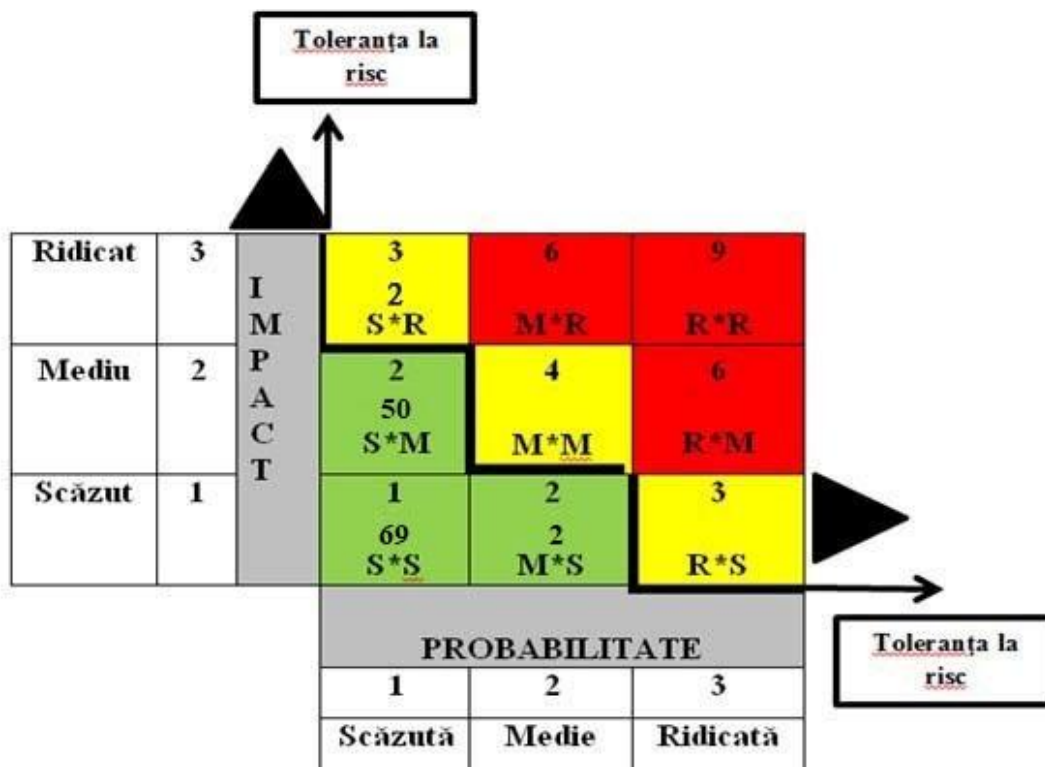 Toleranța la
risc
Ridicat 3 3 6 9
2
S*R M*R R*R
IMPACT
Mediu 2 2 4 6
50
S*M M*M R*M
Scăzut 1 1 2 3
69 2
S*S M*S R*S
PROBABILITATE
1 2 3
Scăzută Medie Ridicată
Toleranța la
risc